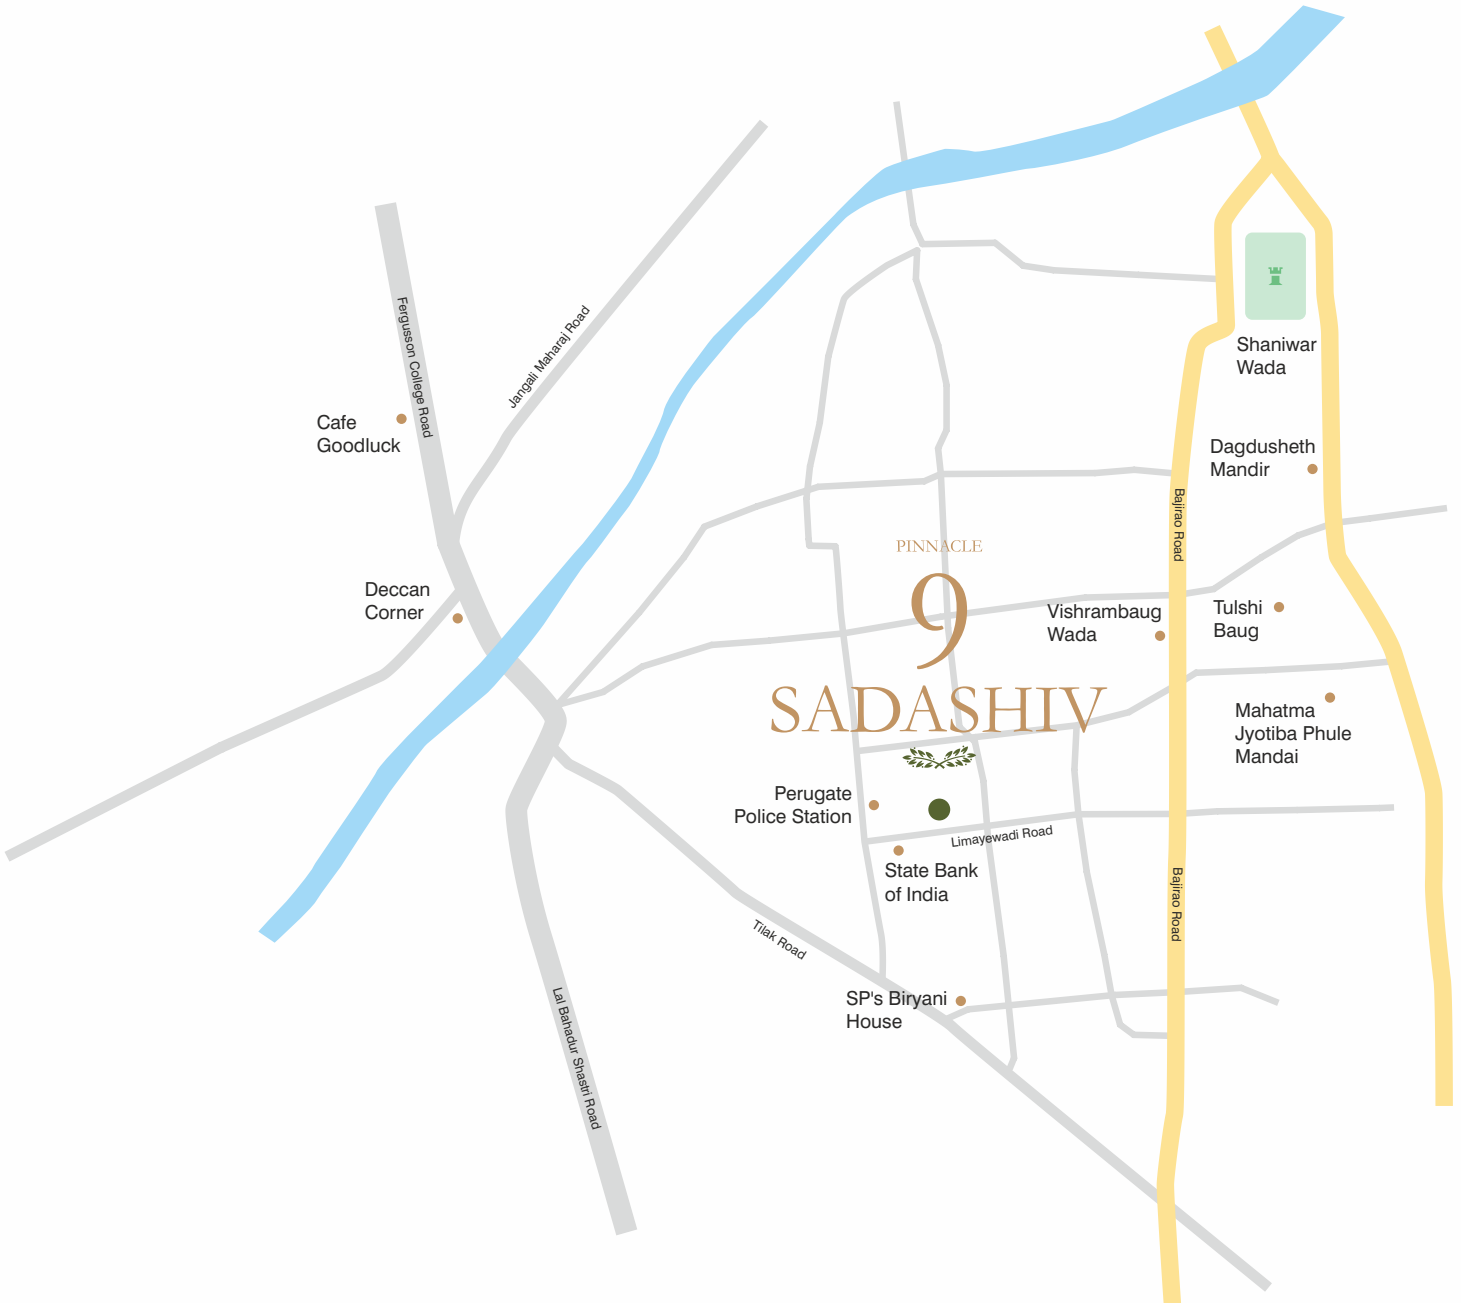 Fergusson College Road
Jangali Maharaj Road
Shaniwar
Wada
Cafe
Goodluck
Dagdusheth
Mandir
Bajirao Road
PINNACLE
9
SADASHIV
Deccan
Corner
Vishrambaug
Wada
Tulshi
Baug
Mahatma
Jyotiba Phule
Mandai
Perugate
Police Station
Limayewadi Road
State Bank
of India
Bajirao Road
Tilak Road
SP's Biryani
House
Lal Bahadur Shastri Road